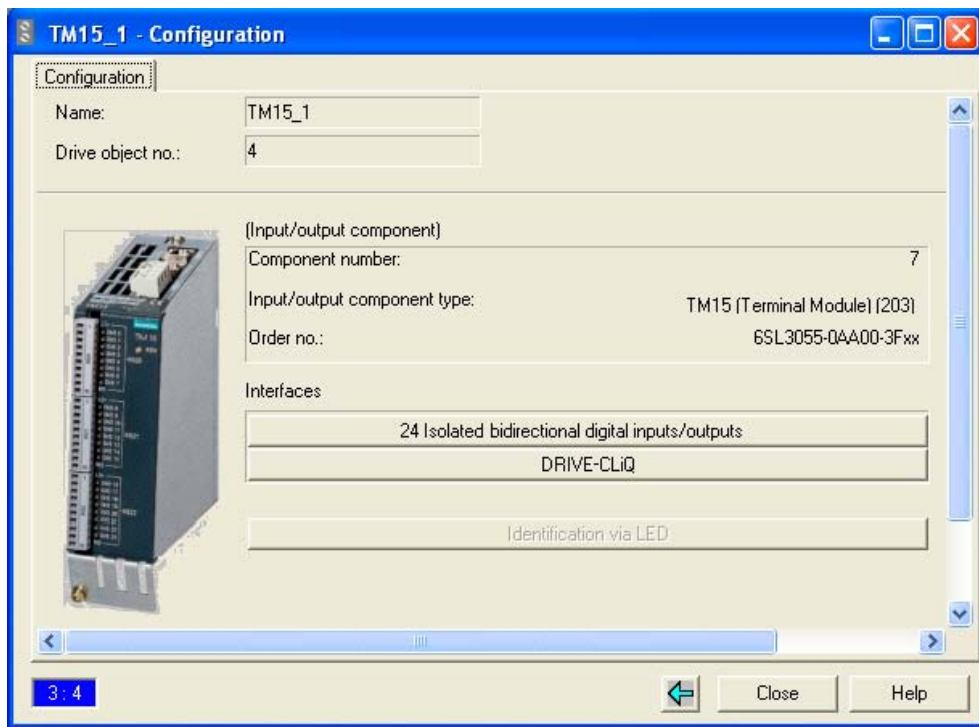 TM15_1 - Configuration
Configuration
Name:
TM15_1
Drive object no.:
4
(Input/output component)
Component number:
7
Input/output component type:
TM15 (Terminal Module) (203)
Order no.:
6SL3055-0AA00-3Fxx
Interfaces
24 Isolated bidirectional digital inputs/outputs
DRIVE-CLiQ
Identification via LED
3 : 4
Close
Help